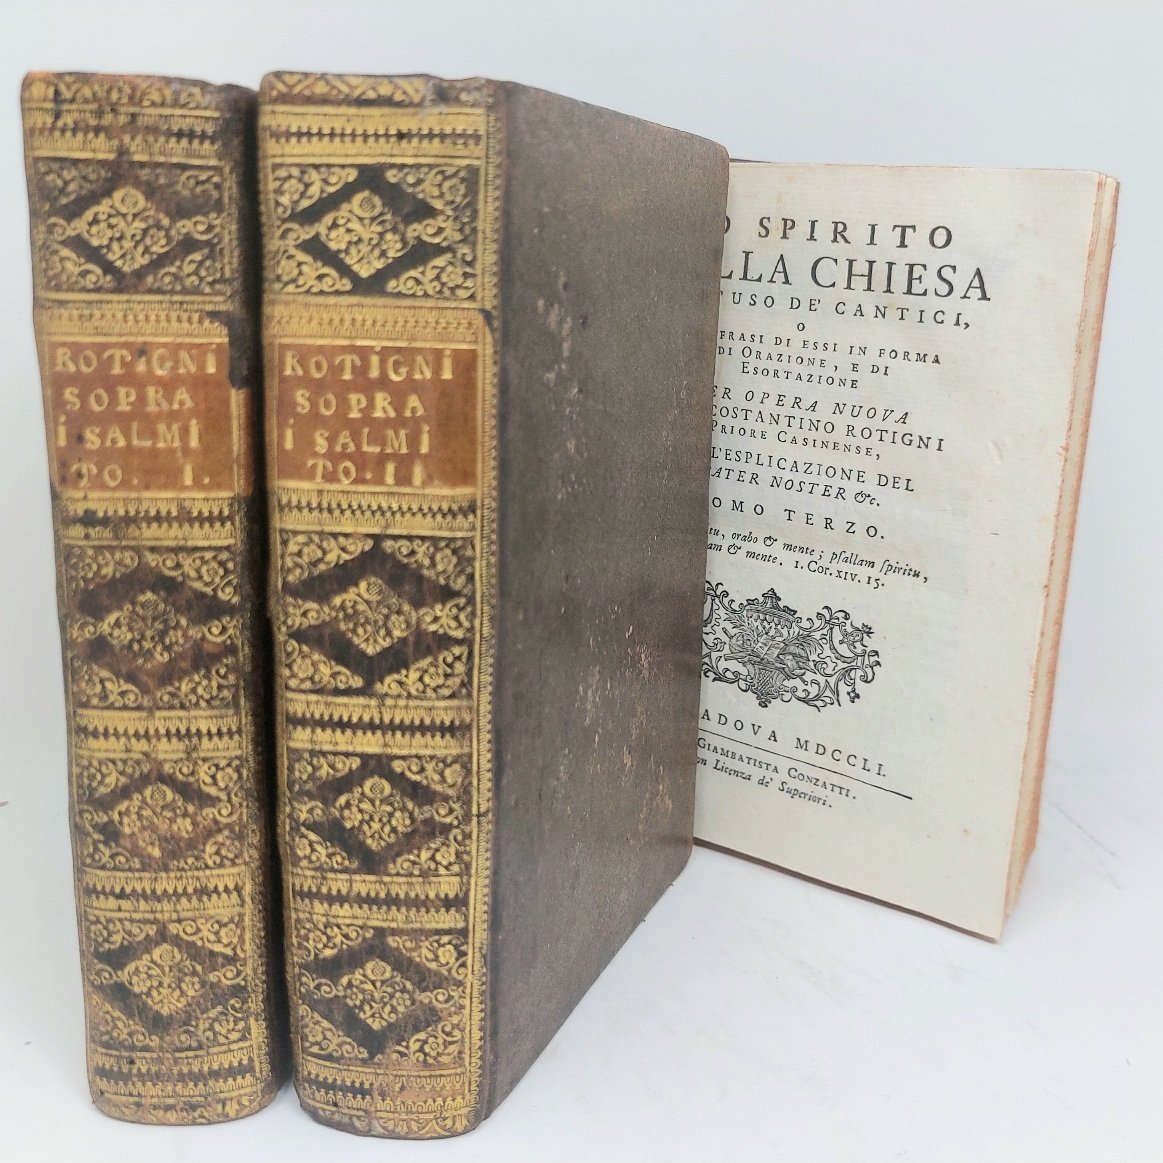 ROTIGNI
SOPRA
I SALMI
TO. I.
ROTIGNI
SOPRA
I SALMI
TO. II
O SPIRITO
LLA CHIESA
'USO DE' CANTICI,
O
FRASI DI ESSI IN FORMA
DI ORAZIONE, E DI
ESORTAZIONE
ER OPERA NUOVA
COSTANTINO ROTIGNI
PRIORE CASINENSE,
L'ESPLICAZIONE DEL
ATER NOSTER &c.
OMO TERZO.
tu, orabo & mente; psallam spiritu,
am & mente. 1. Cor. XIV. 15.
ADOVA MDCCLI.
GIAMBATISTA CONZATTI.
on Licenza de' Superiori.